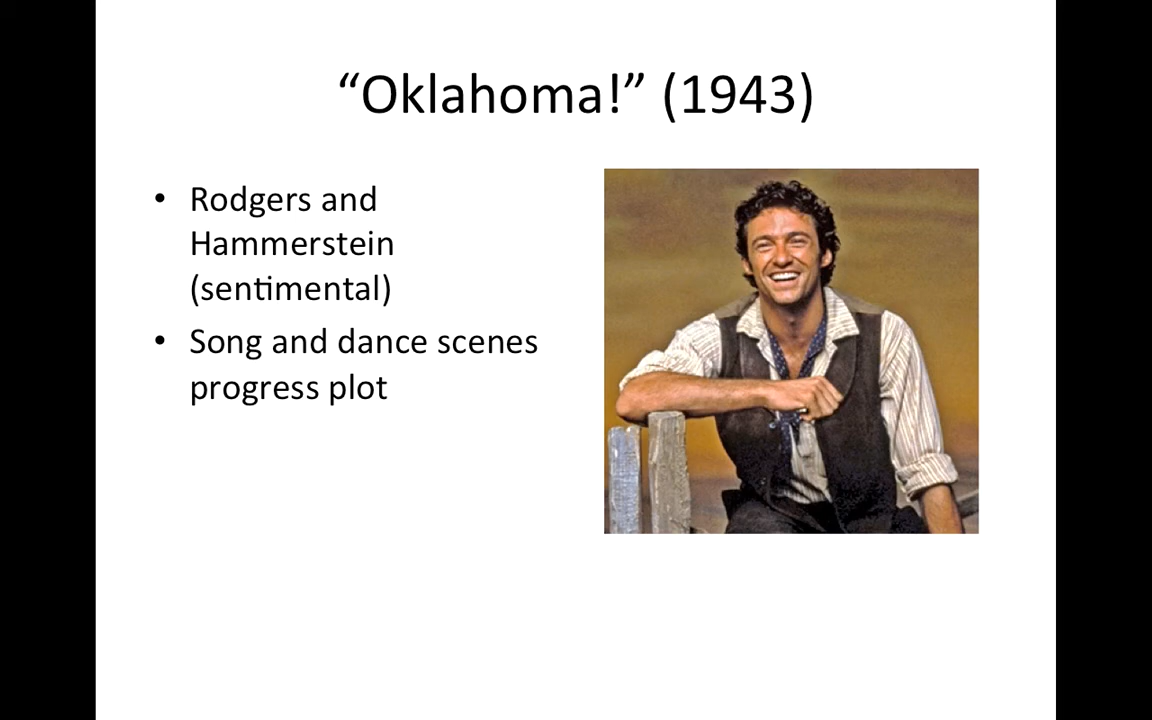 “Oklahoma!” (1943)
• Rodgers and
Hammerstein
(sentimental)
• Song and dance scenes
progress plot